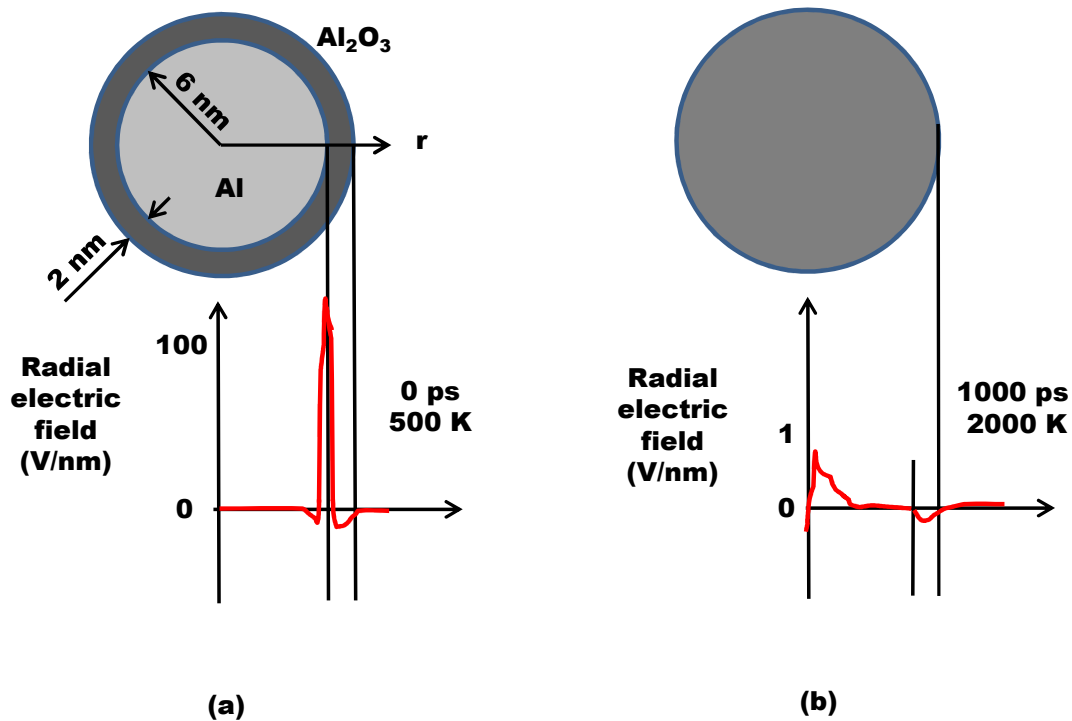 Al₂O₃
6 nm
r
Al
2 nm
100
Radial
electric
field
(V/nm)
0 ps
500 K
0
(a)
Radial
electric
field
(V/nm)
1000 ps
2000 K
1
0
(b)